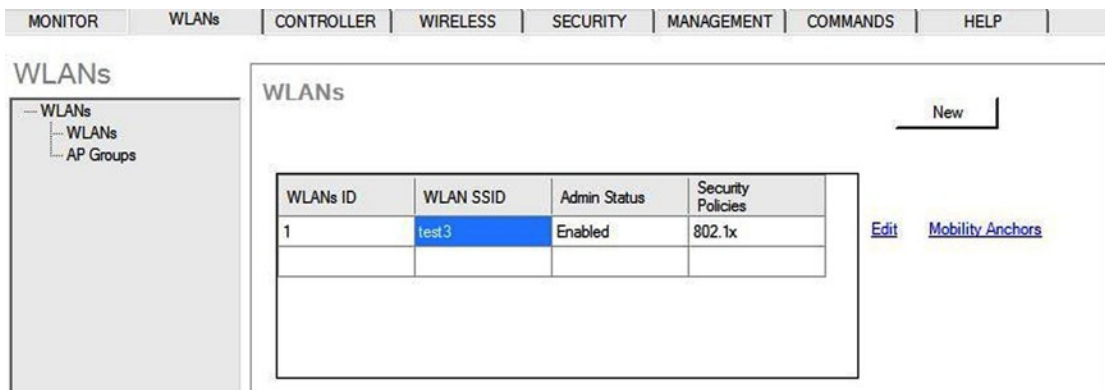 MONITOR WLANs CONTROLLER WIRELESS SECURITY MANAGEMENT COMMANDS HELP
WLANs
WLANs
WLANs
AP Groups
WLANs
New
WLANs ID WLAN SSID Admin Status Security Policies
1 test3 Enabled 802.1x
Edit Mobility Anchors